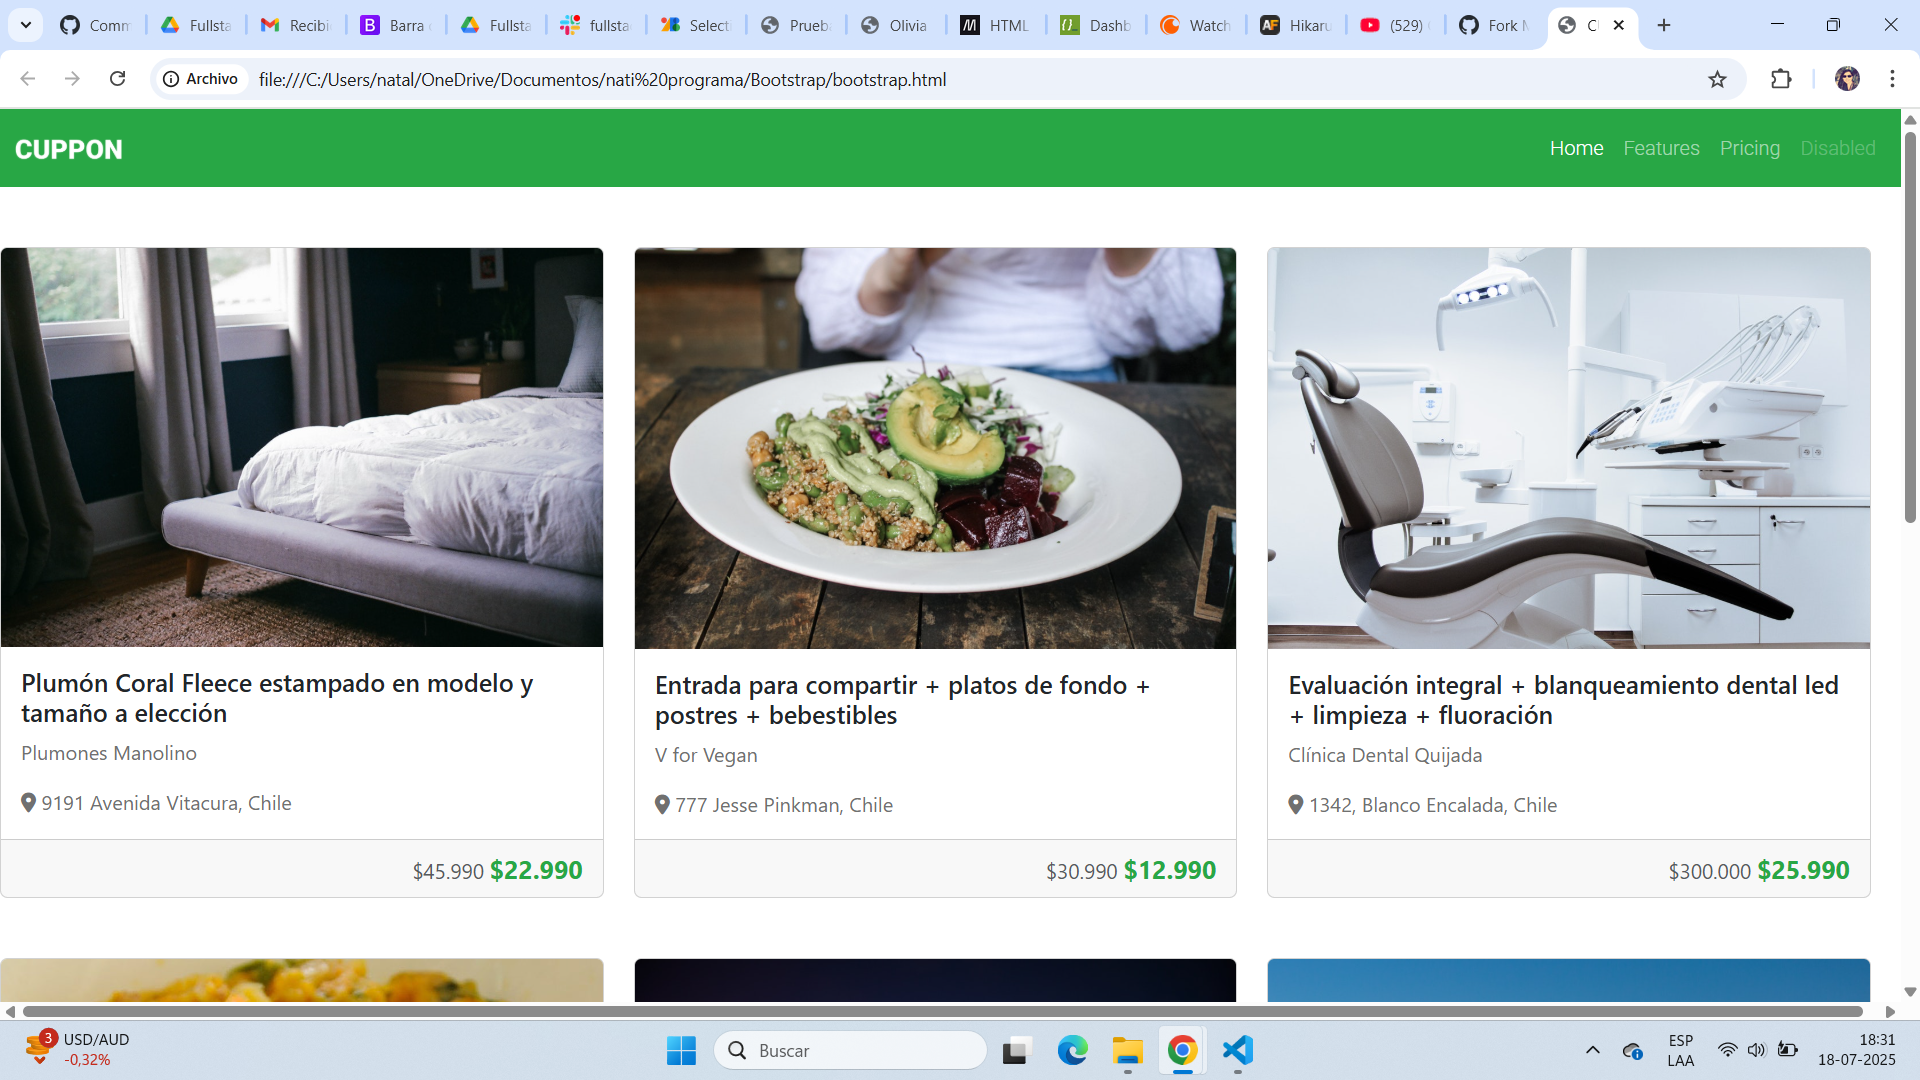 Comm
Fullsta
Recibi
Barra
Fullsta
fullsta
Selecti
Prueba
Olivia
HTML
Dashb
Watch
Hikaru
(529)
Fork
Archivo
file:///C:/Users/natal/OneDrive/Documentos/nati%20programa/Bootstrap/bootstrap.html
CUPPON
Home Features Pricing Disabled
Plumón Coral Fleece estampado en modelo y
tamaño a elección
Plumones Manolino
9191 Avenida Vitacura, Chile
$45.990 $22.990
Entrada para compartir + platos de fondo +
postres + bebestibles
V for Vegan
777 Jesse Pinkman, Chile
$30.990 $12.990
Evaluación integral + blanqueamiento dental led
+ limpieza + fluoración
Clínica Dental Quijada
1342, Blanco Encalada, Chile
$300.000 $25.990
3
USD/AUD
-0,32%
Buscar
ESP
LAA
18:31
18-07-2025